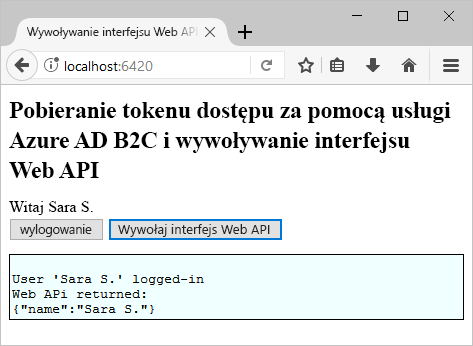 Wywoływanie interfejsu Web API
localhost:6420
Pobieranie tokenu dostępu za pomocą usługi
Azure AD B2C i wywoływanie interfejsu
Web API
Witaj Sara S.
wylogowanie
Wywołaj interfejs Web API
User 'Sara S.' logged-in
Web APi returned:
{"name":"Sara S."}